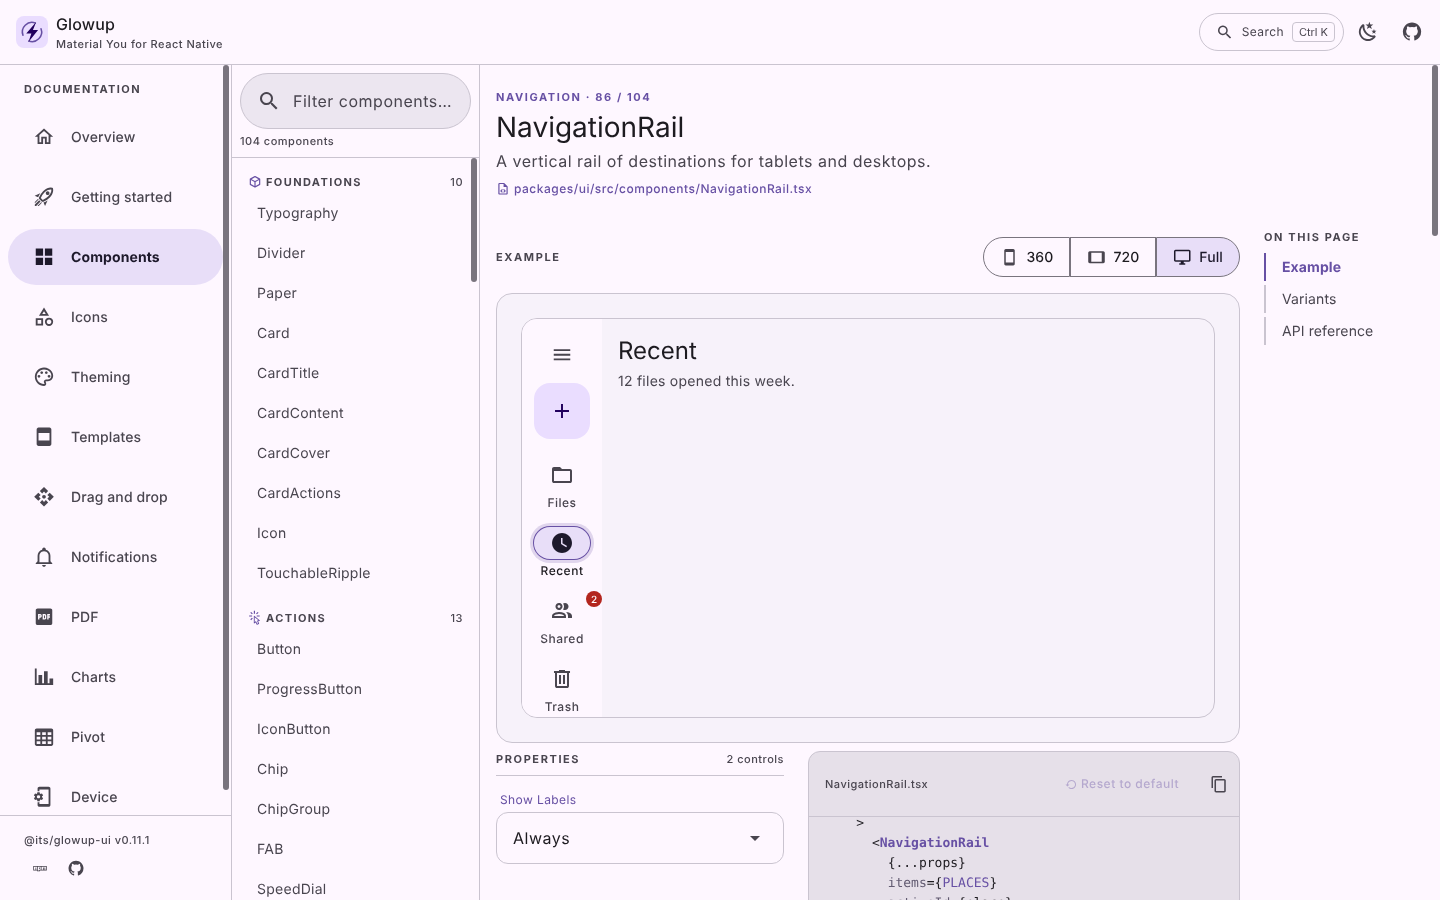 Glowup
Material You for React Native
Search
Ctrl K
DOCUMENTATION
Overview
Getting started
Components
Icons
Theming
Templates
Drag and drop
Notifications
PDF
Charts
Pivot
Device
@its/glowup-ui v0.11.1
Filter components...
104 components
FOUNDATIONS 10
Typography
Divider
Paper
Card
CardTitle
CardContent
CardCover
CardActions
Icon
TouchableRipple
ACTIONS 13
Button
ProgressButton
IconButton
Chip
ChipGroup
FAB
SpeedDial
NAVIGATION · 86 / 104
NavigationRail
A vertical rail of destinations for tablets and desktops.
packages/ui/src/components/NavigationRail.tsx
EXAMPLE
360
720
Full
Recent
12 files opened this week.
Files
Recent
2
Shared
Trash
PROPERTIES
2 controls
Show Labels
Always
NavigationRail.tsx
Reset to default
>
<NavigationRail
{...props}
items={PLACES}
ON THIS PAGE
Example
Variants
API reference